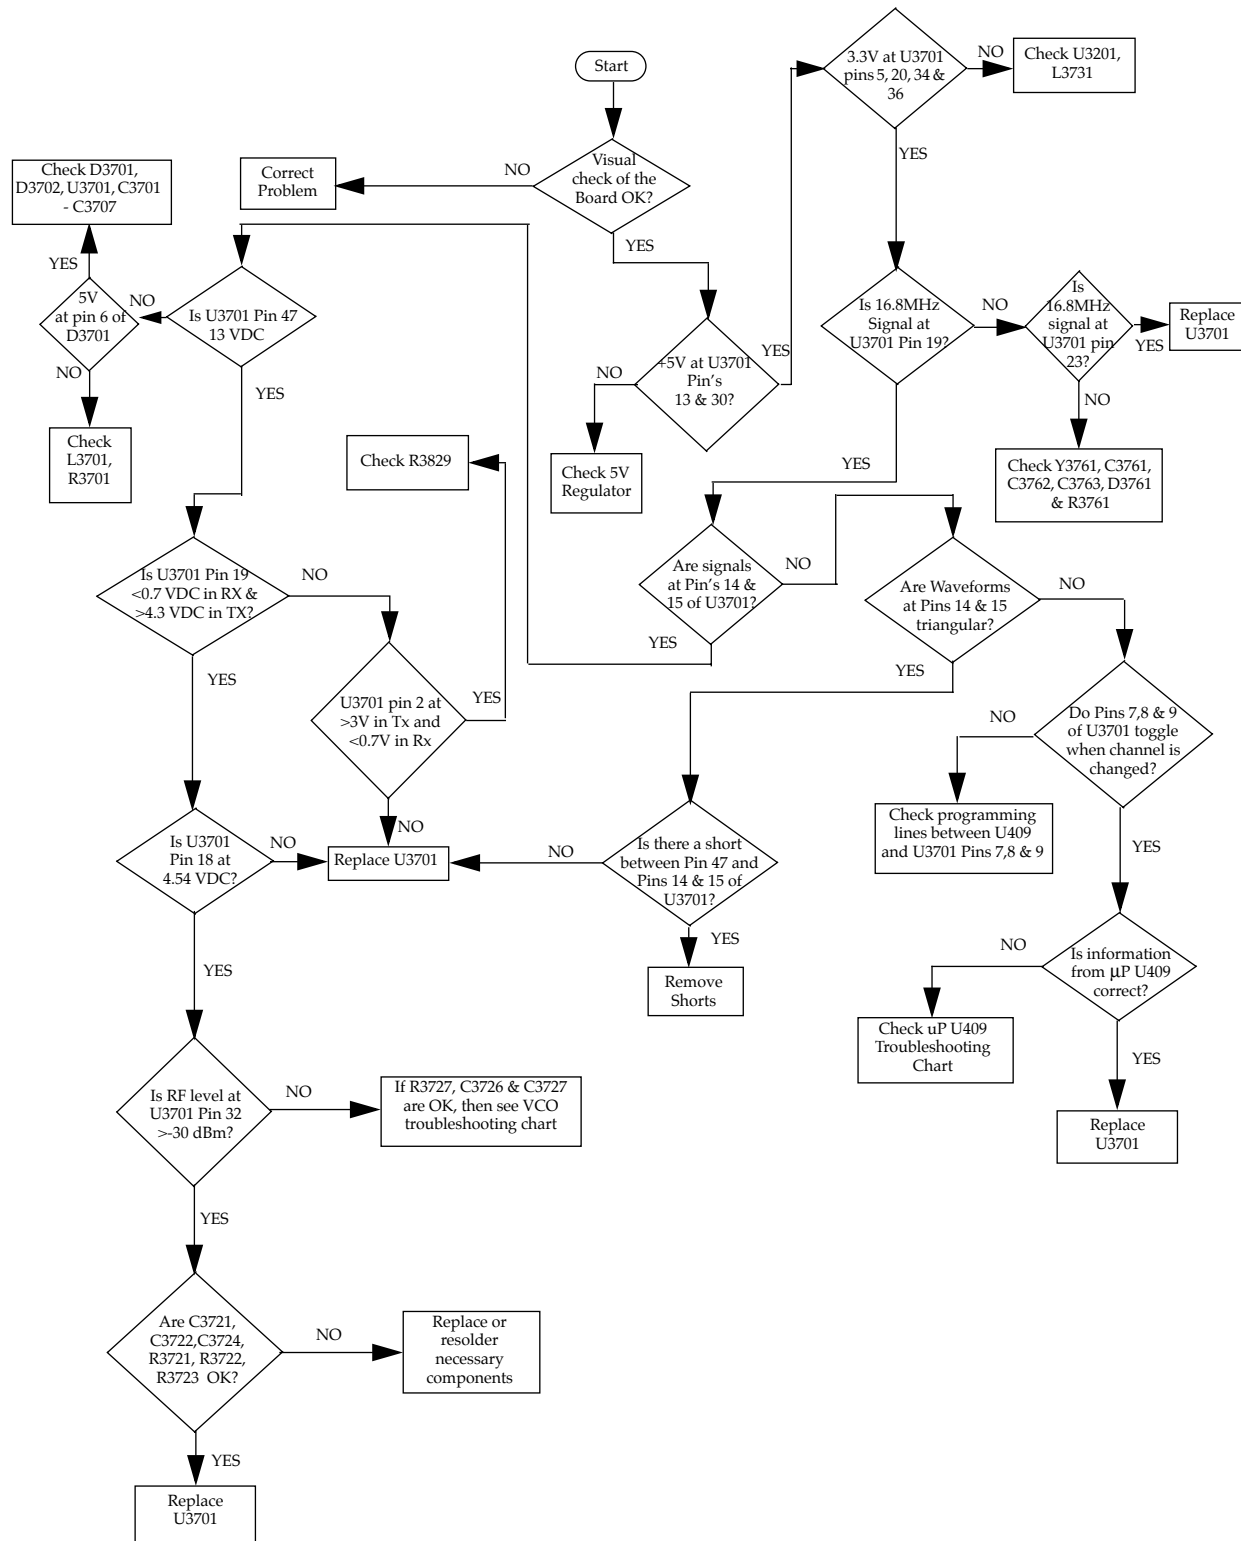 Start
Visual
check of the
Board OK?
NO
Correct
Problem
YES
+5V at U3701
Pin's
13 & 30?
NO
Check 5V
Regulator
YES
3.3V at U3701
pins 5, 20, 34 &
36
NO
Check U3201,
L3731
YES
Is 16.8MHz
Signal at
U3701 Pin 19?
NO
Is
16.8MHz
signal at
U3701 pin
23?
YES
Replace
U3701
NO
Check Y3761, C3761,
C3762, C3763, D3761
& R3761
YES
Are signals
at Pin's 14 &
15 of U3701?
NO
Are Waveforms
at Pins 14 & 15
triangular?
NO
Do Pins 7,8 & 9
of U3701 toggle
when channel is
changed?
NO
Check programming
lines between U409
and U3701 Pins 7,8 & 9
YES
Is information
from µP U409
correct?
NO
Check uP U409
Troubleshooting
Chart
YES
Replace
U3701
YES
Is there a short
between Pin 47 and
Pins 14 & 15 of
U3701?
NO
YES
Remove
Shorts
YES
Is U3701 Pin 47
13 VDC
NO
5V
at pin 6 of
D3701
YES
Check D3701,
D3702, U3701, C3701
- C3707
NO
Check
L3701,
R3701
YES
Is U3701 Pin 19
<0.7 VDC in RX &
>4.3 VDC in TX?
NO
U3701 pin 2 at
>3V in Tx and
<0.7V in Rx
YES
Check R3829
NO
Replace U3701
YES
Is U3701
Pin 18 at
4.54 VDC?
NO
YES
Is RF level at
U3701 Pin 32
>-30 dBm?
NO
If R3727, C3726 & C3727
are OK, then see VCO
troubleshooting chart
YES
Are C3721,
C3722,C3724,
R3721, R3722,
R3723 OK?
NO
Replace or
resolder
necessary
components
YES
Replace
U3701